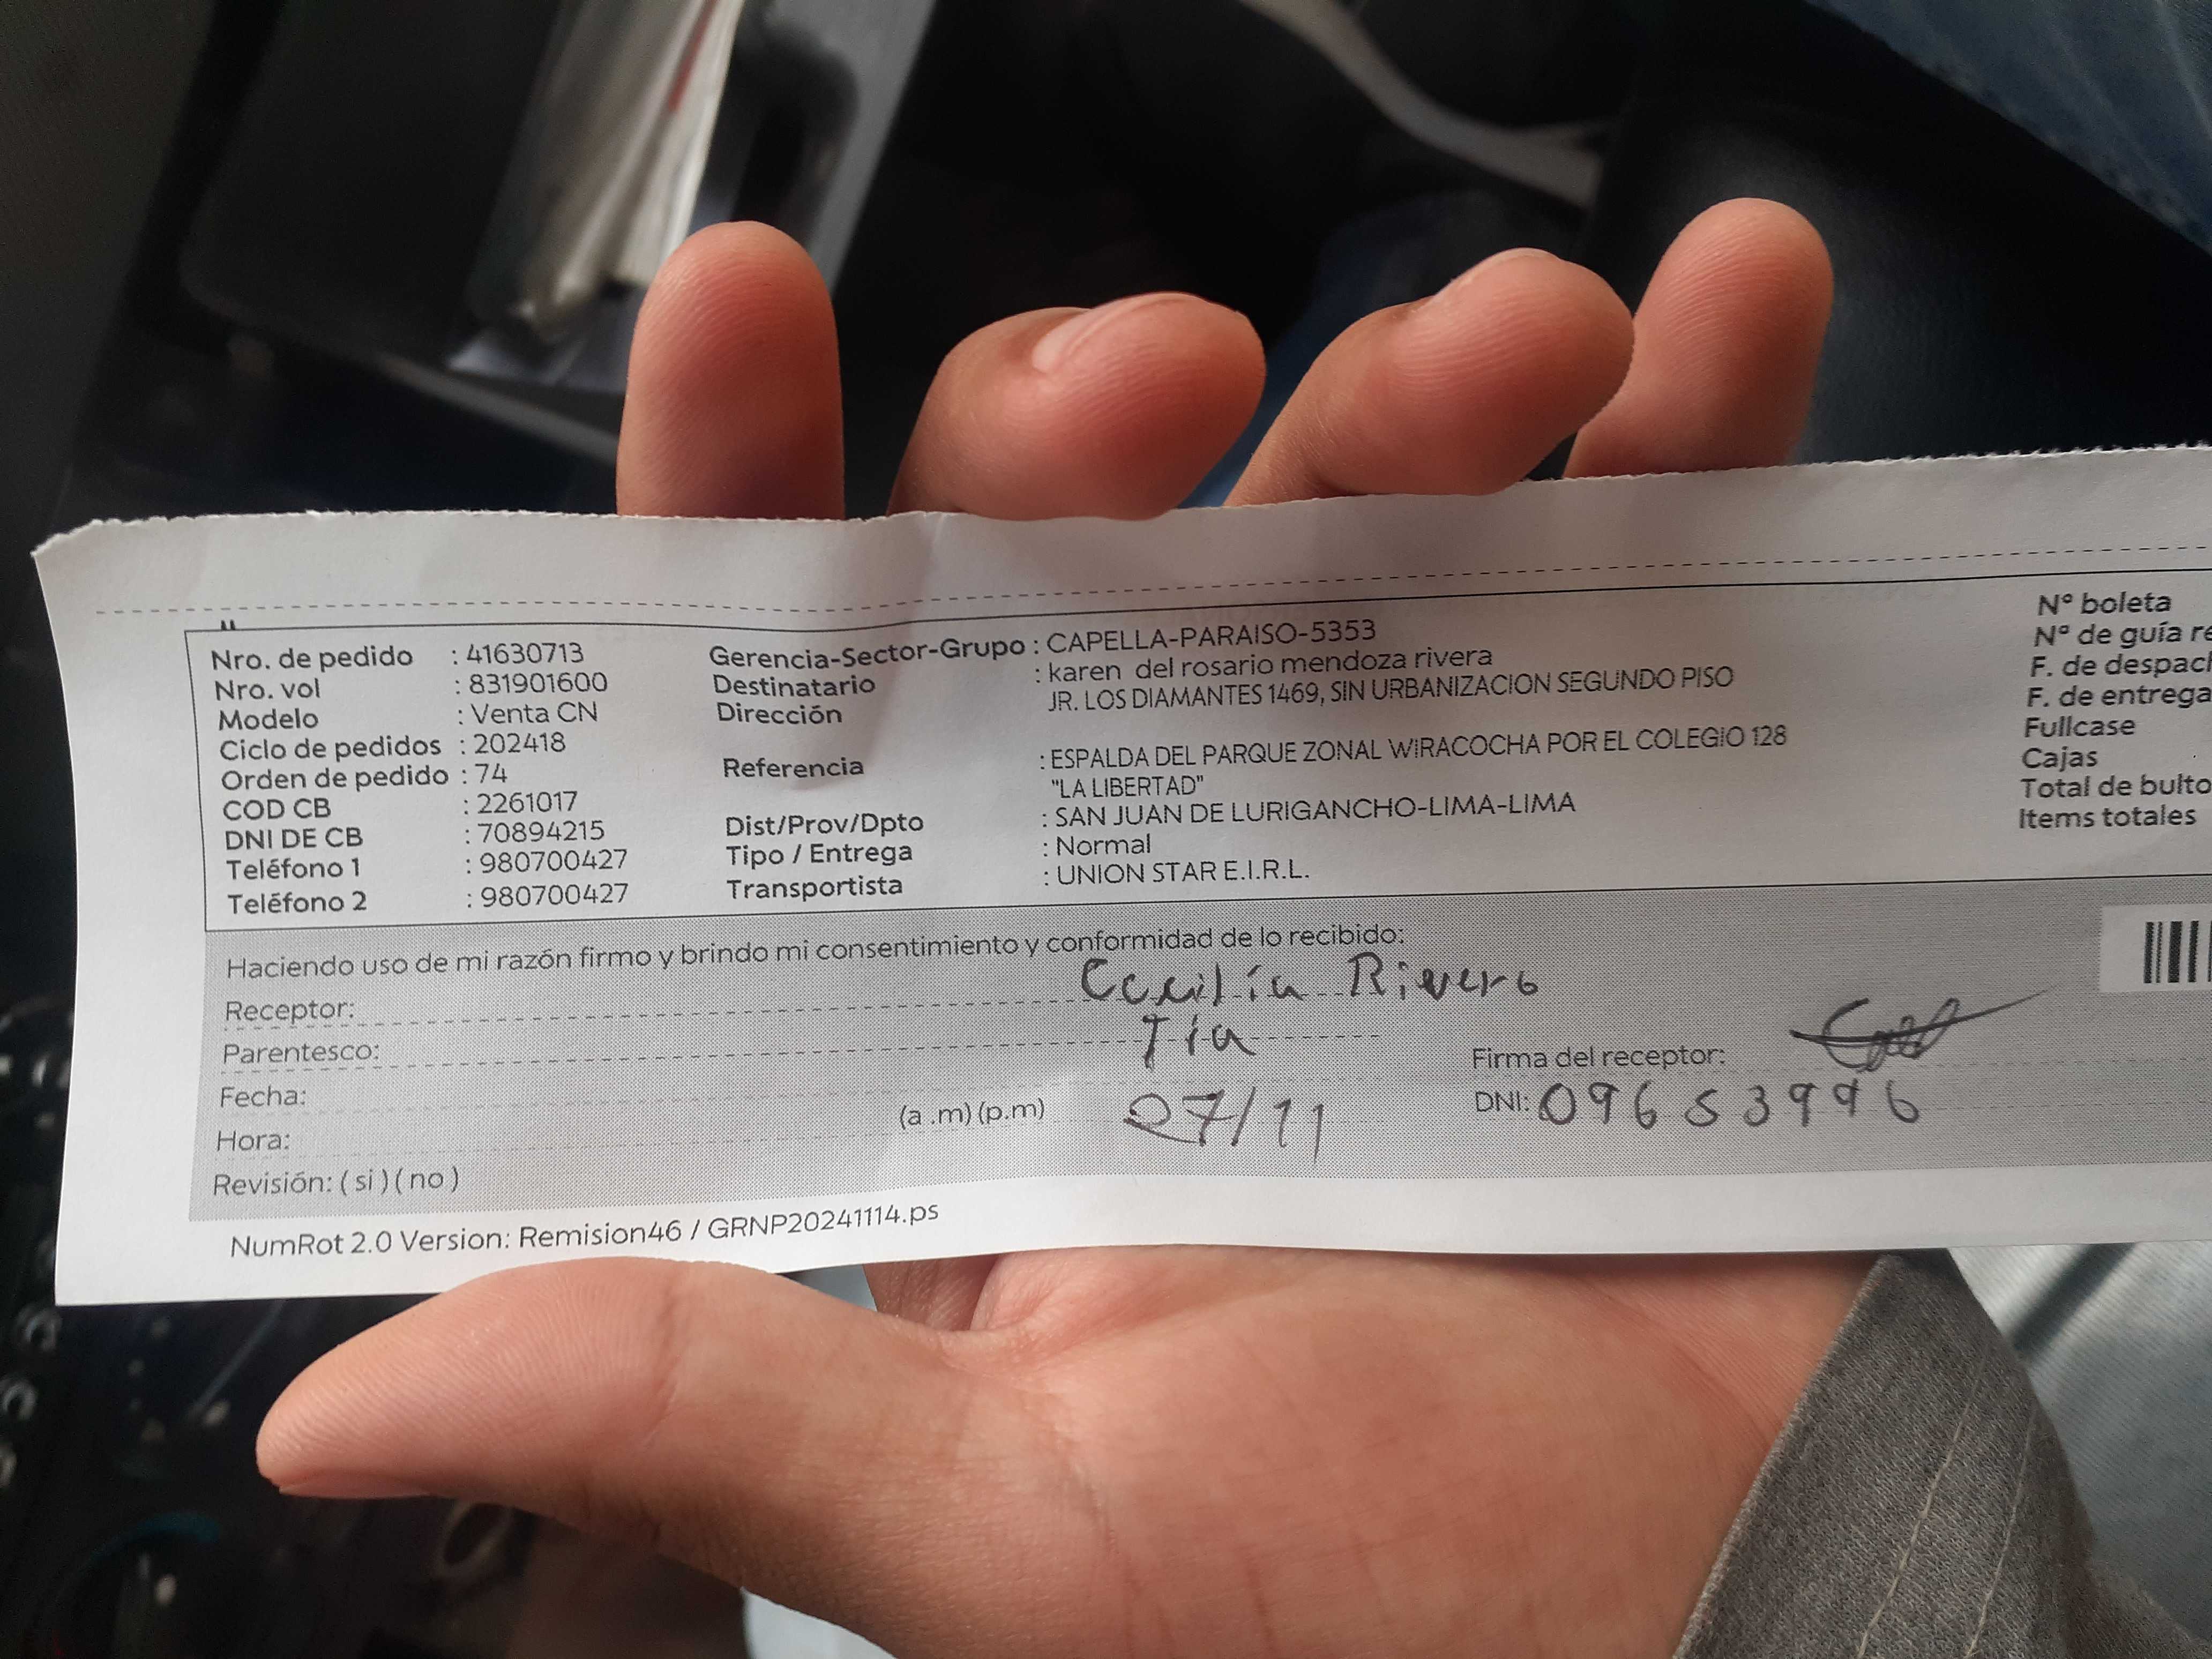 Nro. de pedido : 41630713
Nro. vol : 831901600
Modelo : Venta CN
Ciclo de pedidos : 202418
Orden de pedido : 74
COD CB : 2261017
DNI DE CB : 70894215
Teléfono 1 : 980700427
Teléfono 2 : 980700427
Gerencia-Sector-Grupo : CAPELLA-PARAISO-5353
Destinatario : karen del rosario mendoza rivera
Dirección JR. LOS DIAMANTES 1469, SIN URBANIZACION SEGUNDO PISO
Referencia : ESPALDA DEL PARQUE ZONAL WIRACOCHA POR EL COLEGIO 128
"LA LIBERTAD"
Dist/Prov/Dpto : SAN JUAN DE LURIGANCHO-LIMA-LIMA
Tipo / Entrega : Normal
Transportista : UNION STAR E.I.R.L.
Nº boleta
Nº de guía re
F. de despach
F. de entrega
Fullcase
Cajas
Total de bulto
Items totales
Haciendo uso de mi razón firmo y brindo mi consentimiento y conformidad de lo recibido:
Receptor: Cecilia Rivera
Parentesco: Tía
Firma del receptor:
Fecha: 27/11
DNI: 09653996
Hora: (a .m) (p.m)
Revisión: ( si ) ( no )
NumRot 2.0 Version: Remision46 / GRNP20241114.ps